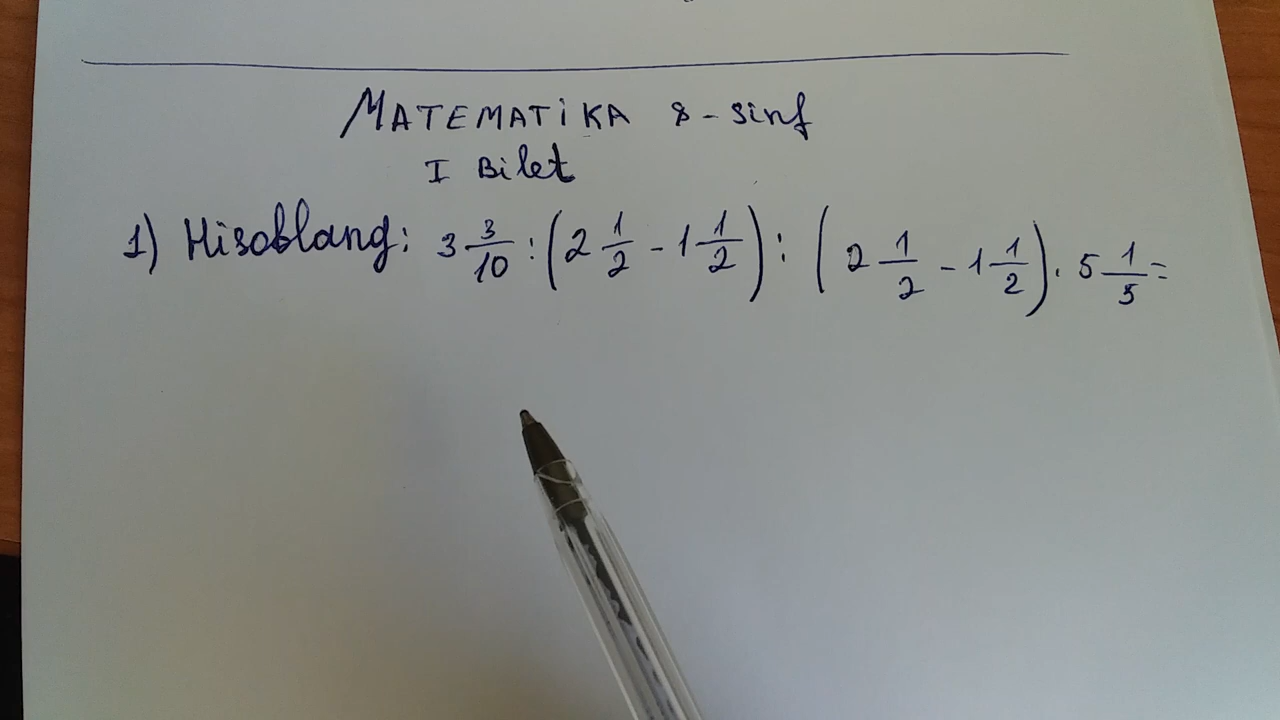 MATEMATIKA 8-sinf
I Bilet
1) Hisoblang: 3 3/10 : (2 1/2 - 1 1/2) : (2 1/2 - 1 1/2) · 5 1/5 =